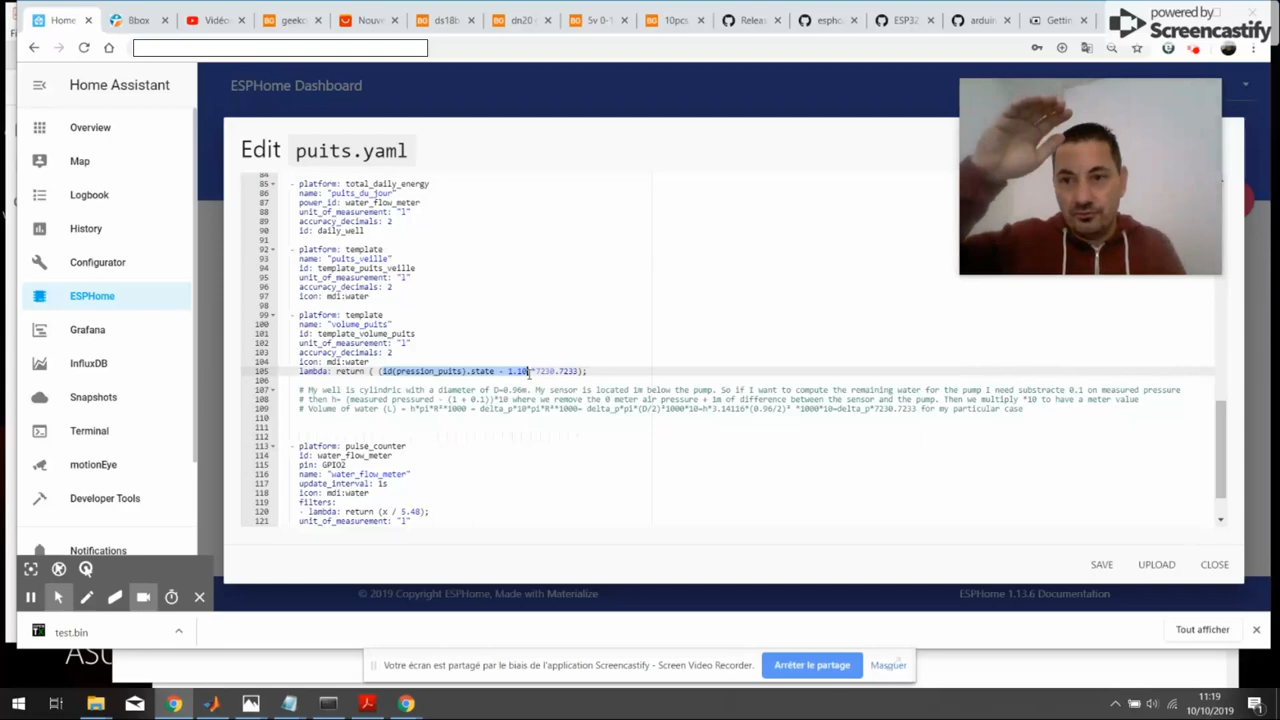 Home
Bbox
Vidéo
geeko
Nouve
ds18b
dn20
5v 0-1
10pcs
Releas
espho
ESP32
arduin
Gettin
powered by
Screencastify
Home Assistant
ESPHome Dashboard
Overview
Map
Logbook
History
Configurator
ESPHome
Grafana
InfluxDB
Snapshots
Terminal
motionEye
Developer Tools
Notifications
Edit puits.yaml
84
85 - platform: total_daily_energy
86 name: "puits_du_jour"
87 power_id: water_flow_meter
88 unit_of_measurement: "l"
89 accuracy_decimals: 2
90 id: daily_well
91
92 - platform: template
93 name: "puits_veille"
94 id: template_puits_veille
95 unit_of_measurement: "l"
96 accuracy_decimals: 2
97 icon: mdi:water
98
99 - platform: template
100 name: "volume_puits"
101 id: template_volume_puits
102 unit_of_measurement: "l"
103 accuracy_decimals: 2
104 icon: mdi:water
105 lambda: return ( (id(pression_puits).state - 1.10)*7230.7233);
106
107 # My well is cylindric with a diameter of D=0.96m. My sensor is located 1m below the pump. So if I want to compute the remaining water for the pump I need substracte 0.1 on measured pressure
108 # then h= (measured pressured - (1 + 0.1))*10 where we remove the 0 meter air pressure + 1m of difference between the sensor and the pump. Then we multiply *10 to have a meter value
109 # Volume of water (L) = h*pi*R**1000 = delta_p*10*pi*R**1000= delta_p*pi*(D/2)*1000*10=h*3.14116*(0.96/2)* *1000*10=delta_p*7230.7233 for my particular case
110
111
112
113 - platform: pulse_counter
114 id: water_flow_meter
115 pin: GPIO2
116 name: "water_flow_meter"
117 update_interval: 1s
118 icon: mdi:water
119 filters:
120 - lambda: return (x / 5.48);
121 unit_of_measurement: "l"
SAVE
UPLOAD
CLOSE
© 2019 Copyright ESPHome, Made with Materialize
ESPHome 1.13.6 Documentation
test.bin
Tout afficher
Votre écran est partagé par le biais de l'application Screencastify - Screen Video Recorder.
Arrêter le partage
Masquer
11:19
10/10/2019